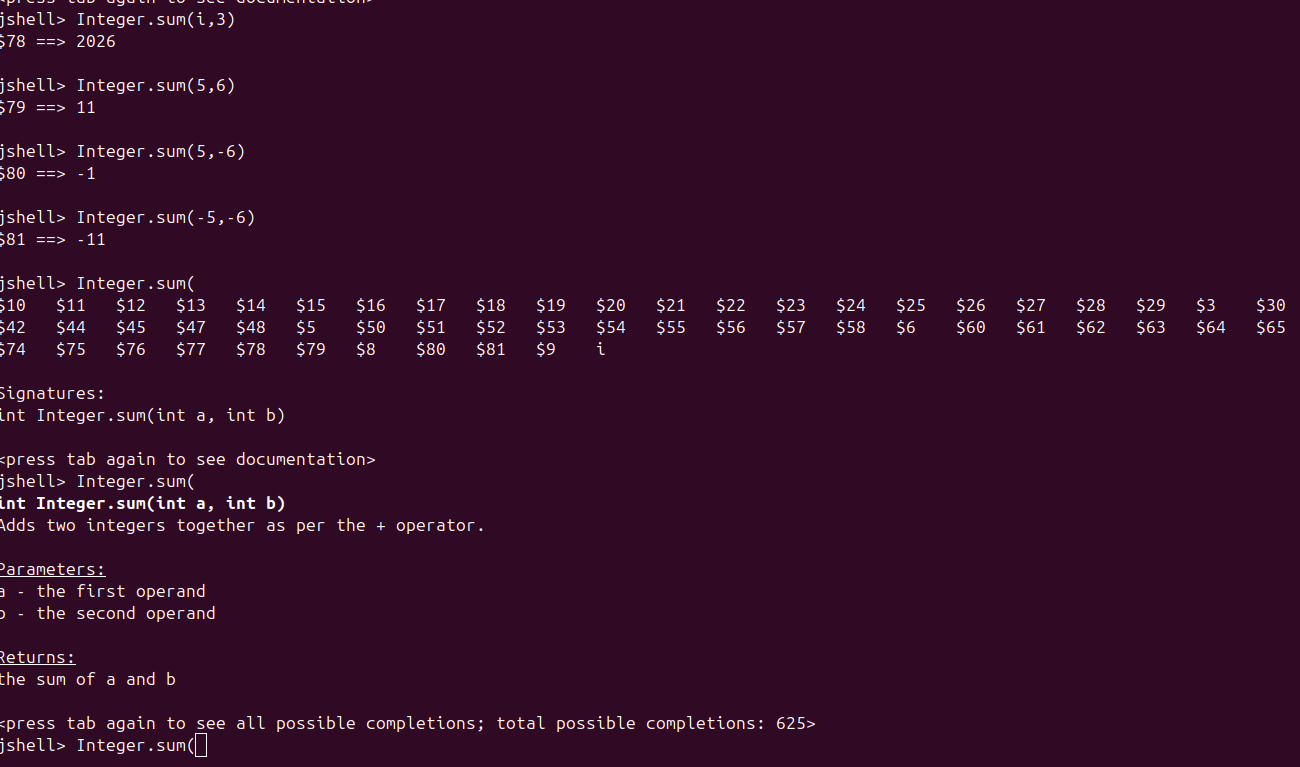 <press tab again to see documentation>
jshell> Integer.sum(i,3)
$78 ==> 2026
jshell> Integer.sum(5,6)
$79 ==> 11
jshell> Integer.sum(5,-6)
$80 ==> -1
jshell> Integer.sum(-5,-6)
$81 ==> -11
jshell> Integer.sum(
$10 $11 $12 $13 $14 $15 $16 $17 $18 $19 $20 $21 $22 $23 $24 $25 $26 $27 $28 $29 $3 $30
$42 $44 $45 $47 $48 $5 $50 $51 $52 $53 $54 $55 $56 $57 $58 $6 $60 $61 $62 $63 $64 $65
$74 $75 $76 $77 $78 $79 $8 $80 $81 $9 i
Signatures:
int Integer.sum(int a, int b)
<press tab again to see documentation>
jshell> Integer.sum(
int Integer.sum(int a, int b)
Adds two integers together as per the + operator.
Parameters:
a - the first operand
b - the second operand
Returns:
the sum of a and b
<press tab again to see all possible completions; total possible completions: 625>
jshell> Integer.sum(